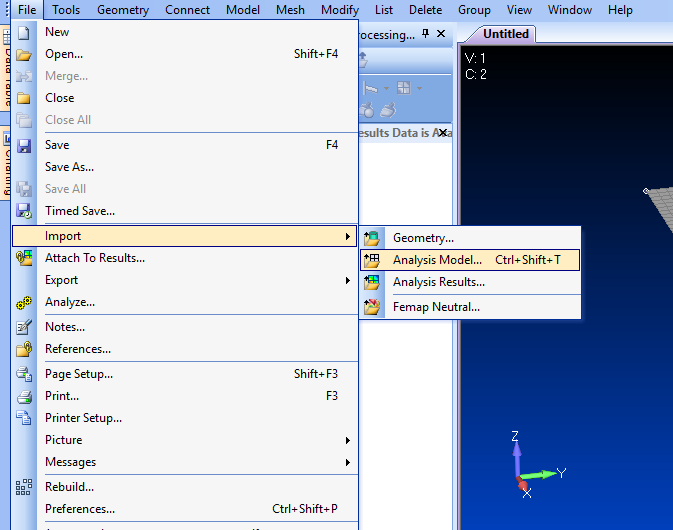 File Tools Geometry Connect Model Mesh Modify List Delete Group View Window Help
New
Open... Shift+F4
Merge...
Close
Close All
Save F4
Save As...
Save All
Timed Save...
Import
Attach To Results...
Export
Analyze...
Notes...
References...
Page Setup... Shift+F3
Print... F3
Printer Setup...
Picture
Messages
Rebuild...
Preferences... Ctrl+Shift+P
Geometry...
Analysis Model... Ctrl+Shift+T
Analysis Results...
Femap Neutral...
Data Table
rocessing...
esults Data is
Untitled
V: 1
C: 2
Z
Y
X